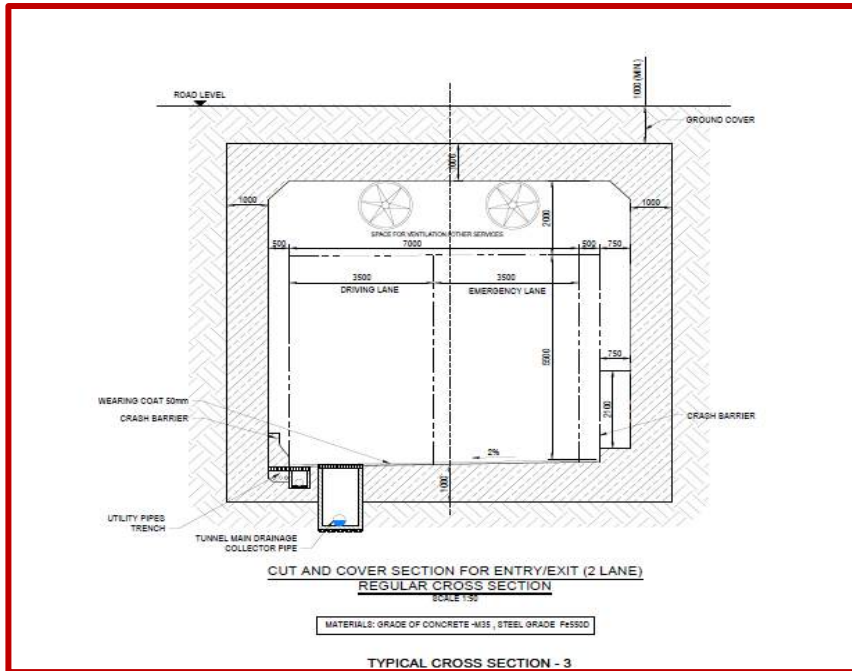 1000 (MIN.)
ROAD LEVEL
GROUND COVER
1000
1000
1000
SPACE FOR VENTILATION /OTHER SERVICES
2000
500
7000
500
750
3500
3500
DRIVING LANE
EMERGENCY LANE
5500
750
2100
WEARING COAT 50mm
CRASH BARRIER
CRASH BARRIER
2%
1000
UTILITY PIPES
TRENCH
TUNNEL MAIN DRAINAGE
COLLECTOR PIPE
CUT AND COVER SECTION FOR ENTRY/EXIT (2 LANE)
REGULAR CROSS SECTION
SCALE 1:50
MATERIALS: GRADE OF CONCRETE -M35 , STEEL GRADE Fe550D
TYPICAL CROSS SECTION - 3